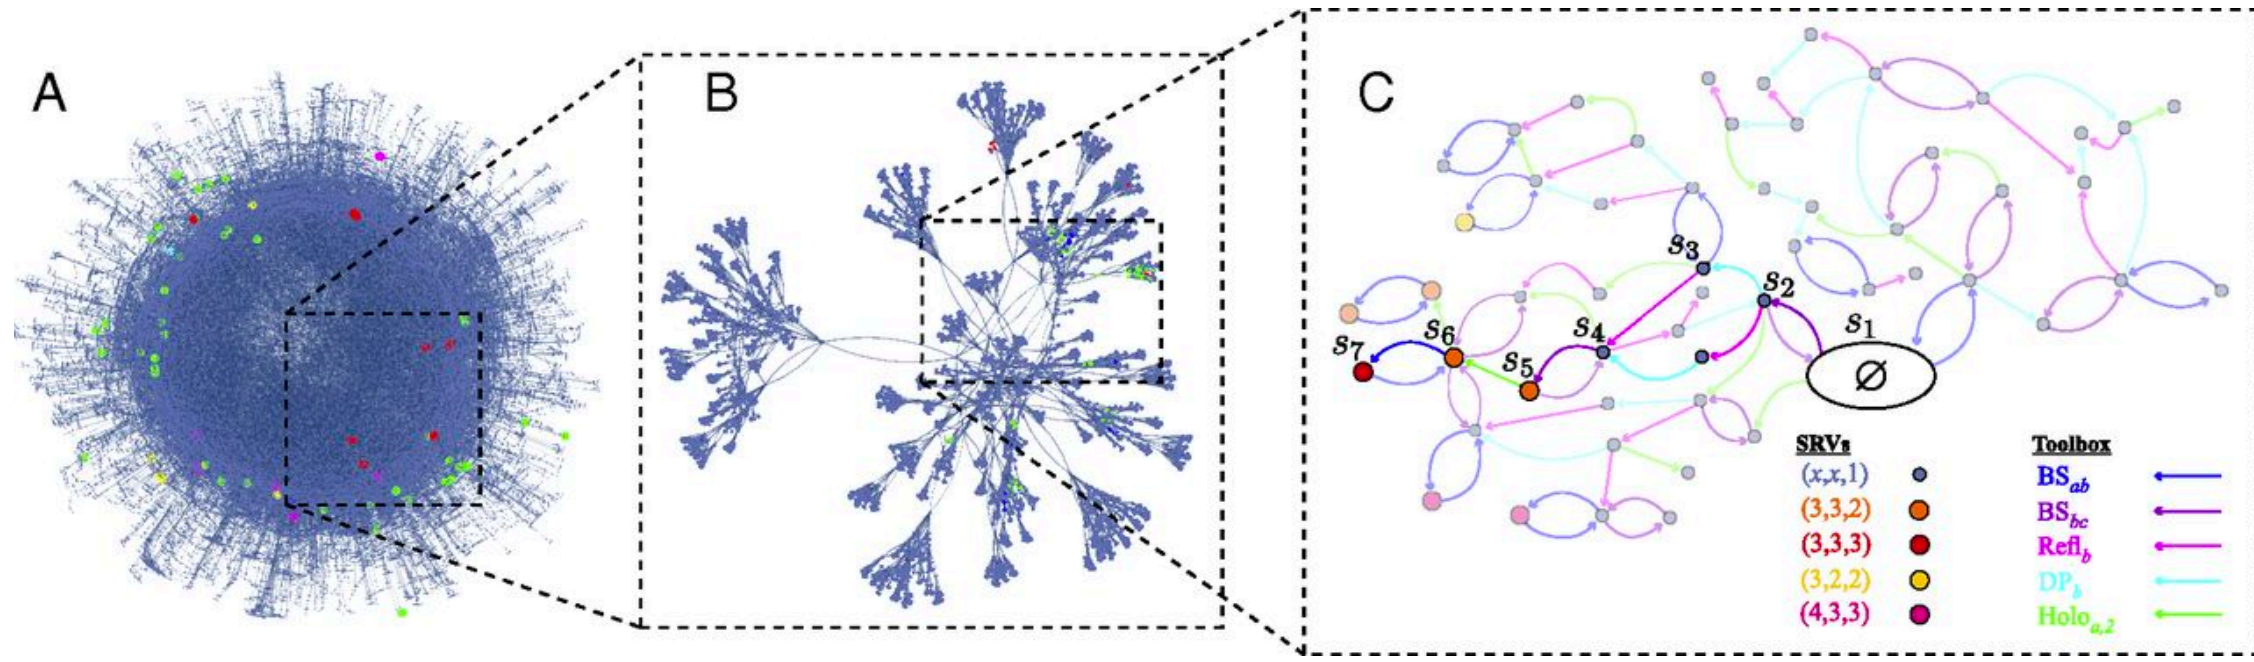 A
B
C
s3
s2
s1
∅
s4
s6
s7
s5
SRVs
(x,x,1)
(3,3,2)
(3,3,3)
(3,2,2)
(4,3,3)
Toolbox
BSab
BSbc
Reflb
DPb
Holoa,2